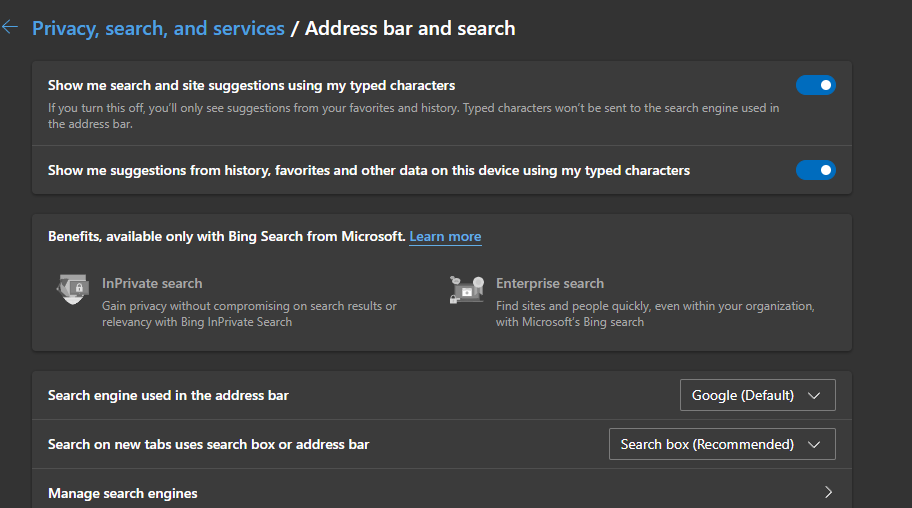 Privacy, search, and services / Address bar and search
Show me search and site suggestions using my typed characters
If you turn this off, you'll only see suggestions from your favorites and history. Typed characters won't be sent to the search engine used in
the address bar.
Show me suggestions from history, favorites and other data on this device using my typed characters
Benefits, available only with Bing Search from Microsoft. Learn more
InPrivate search
Gain privacy without compromising on search results or
relevancy with Bing InPrivate Search
Enterprise search
Find sites and people quickly, even within your organization,
with Microsoft's Bing search
Search engine used in the address bar
Google (Default)
Search on new tabs uses search box or address bar
Search box (Recommended)
Manage search engines